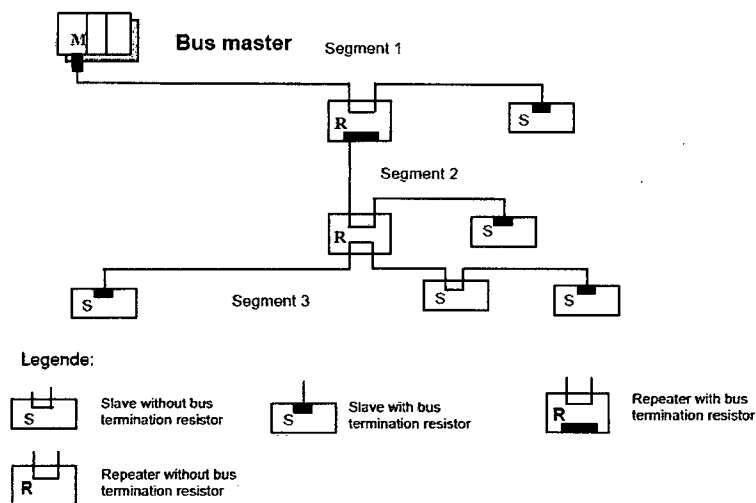 M
Bus master
Segment 1
R
S
Segment 2
R
S
S
Segment 3
S
S
Legende:
S
Slave without bus
termination resistor
S
Slave with bus
termination resistor
R
Repeater with bus
termination resistor
R
Repeater without bus
termination resistor